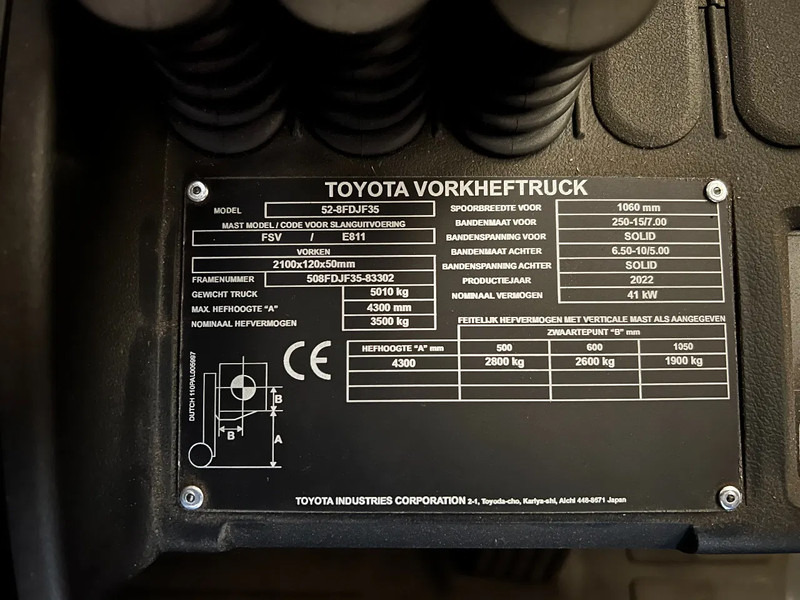 TOYOTA VORKHEFTRUCK
MODEL 52-8FDJF35
MAST MODEL / CODE VOOR SLANGUITVOERING
FSV / E811
VORKEN
2100x120x50mm
FRAMENUMMER 508FDJF35-83302
GEWICHT TRUCK 5010 kg
MAX. HEFHOOGTE "A" 4300 mm
NOMINAAL HEFVERMOGEN 3500 kg
SPOORBREEDTE VOOR 1060 mm
BANDENMAAT VOOR 250-15/7.00
BANDENSPANNING VOOR SOLID
BANDENMAAT ACHTER 6.50-10/5.00
BANDENSPANNING ACHTER SOLID
PRODUCTIEJAAR 2022
NOMINAAL VERMOGEN 41 kW
FEITELIJK HEFVERMOGEN MET VERTICALE MAST ALS AANGEGEVEN
ZWAARTEPUNT "B" mm
HEFHOOGTE "A" mm 500 600 1050
4300 2800 kg 2600 kg 1900 kg
CE
B
B
A
DUTCH 110PAL006997
TOYOTA INDUSTRIES CORPORATION 2-1, Toyoda-cho, Kariya-shi, Aichi 448-8671 Japan